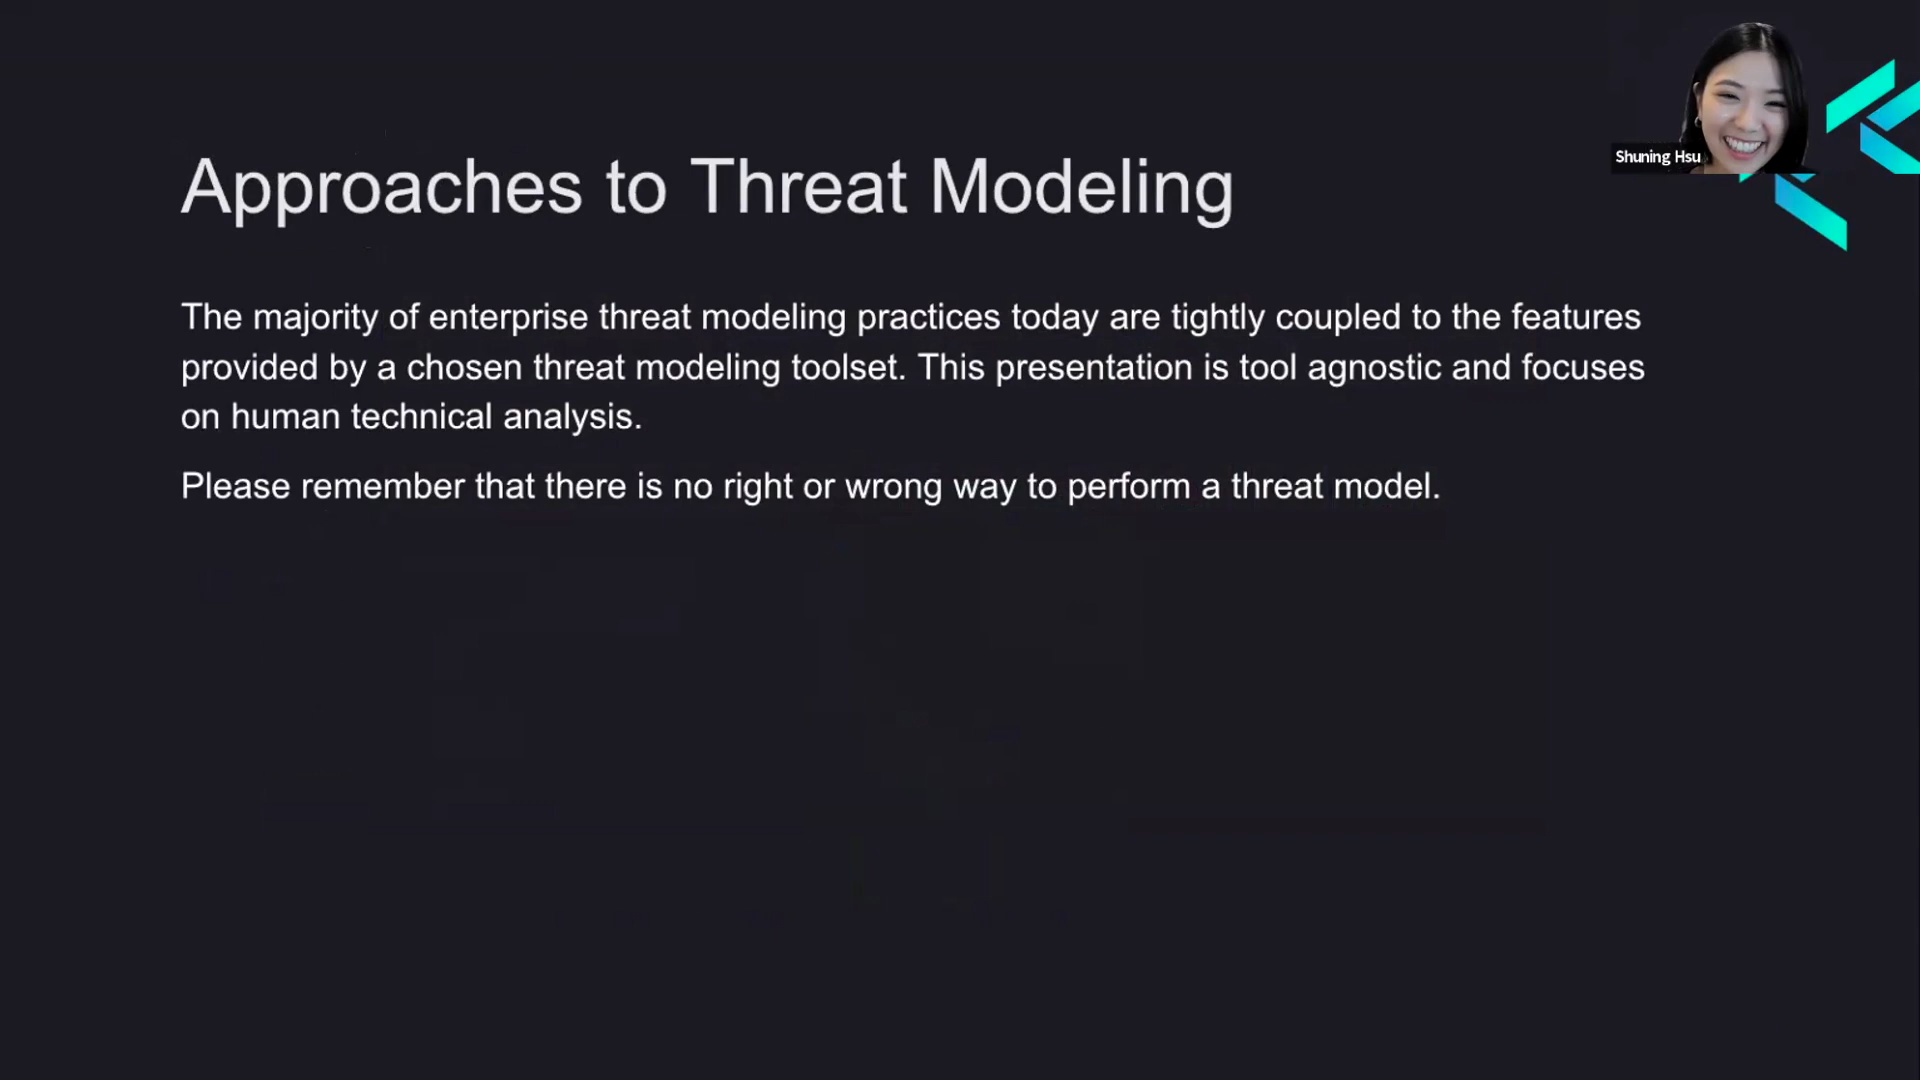 Shuning Hsu
Approaches to Threat Modeling
The majority of enterprise threat modeling practices today are tightly coupled to the features
provided by a chosen threat modeling toolset. This presentation is tool agnostic and focuses
on human technical analysis.
Please remember that there is no right or wrong way to perform a threat model.